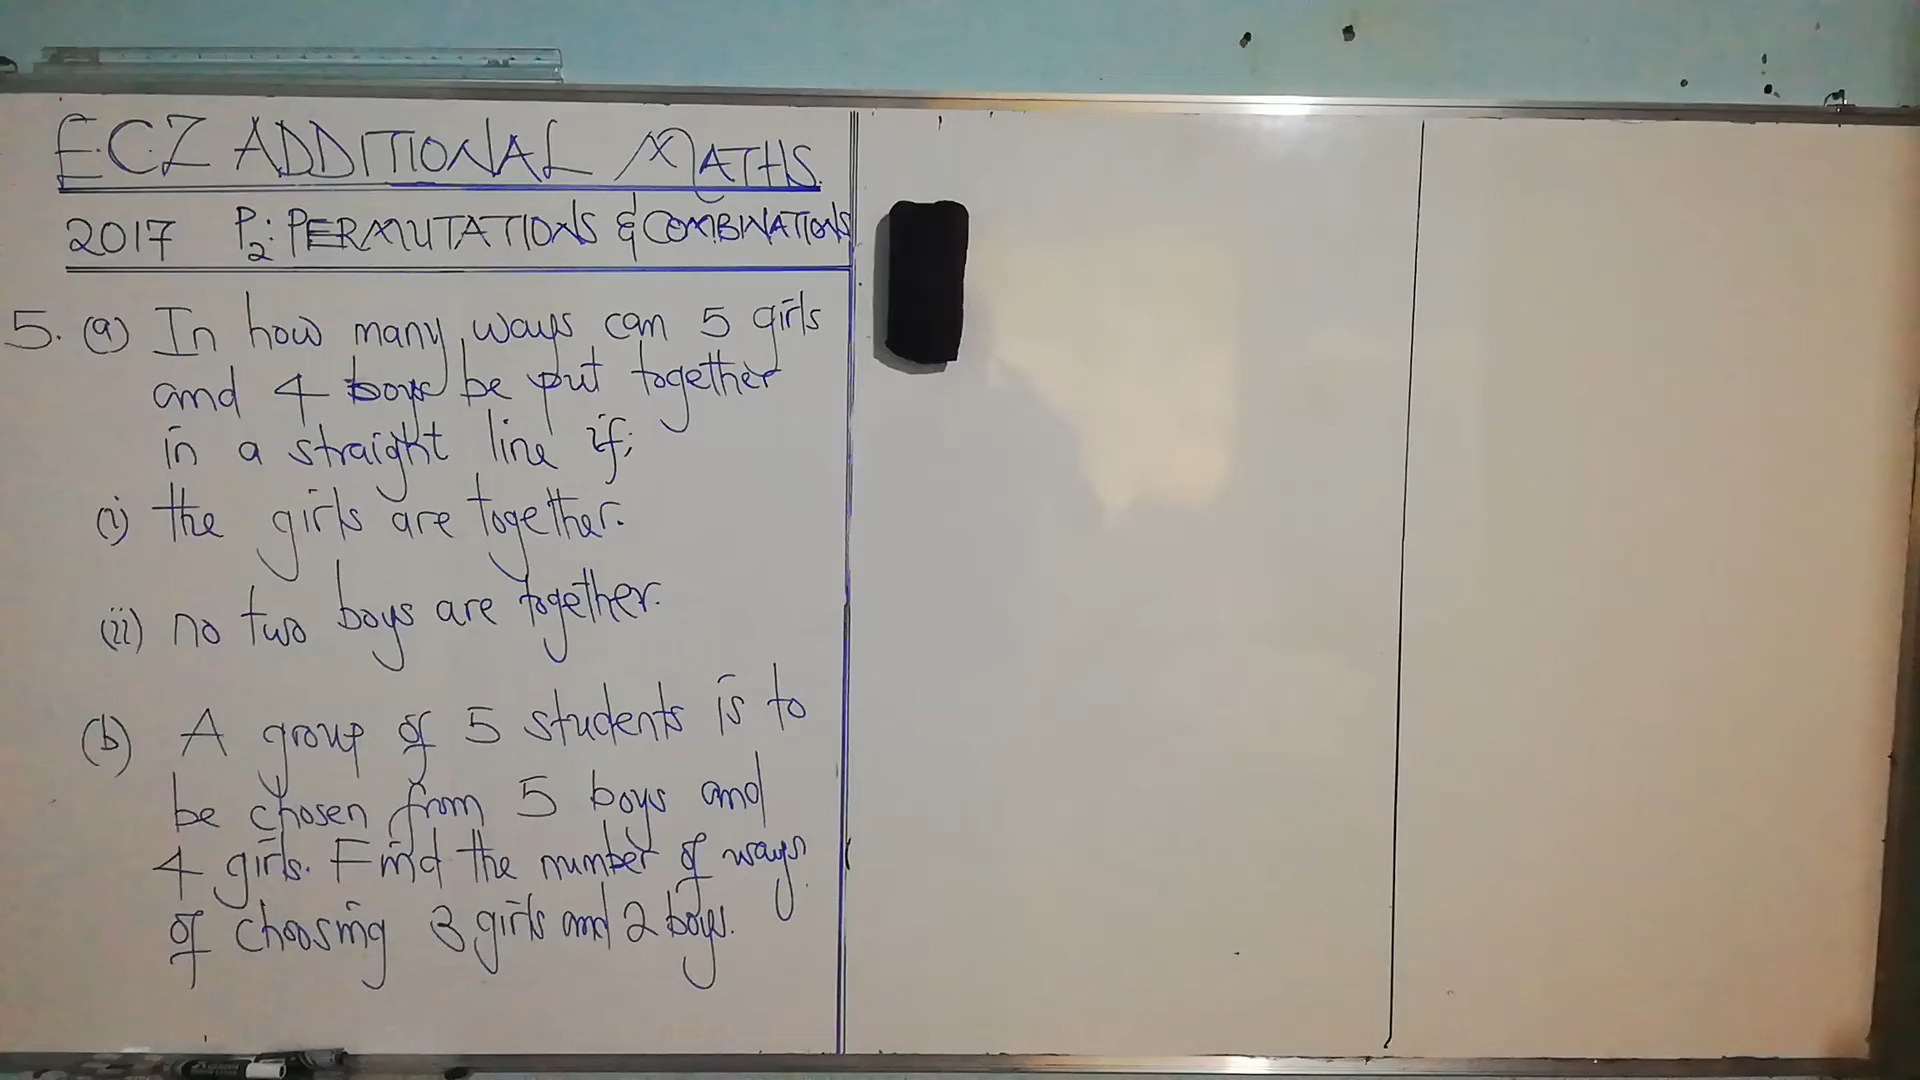 ECZ ADDITIONAL MATHS.
2017 P2: PERMUTATIONS & COMBINATIONS
5. (a) In how many ways can 5 girls
and 4 boys be put together
in a straight line if;
(i) the girls are together.
(ii) no two boys are together.
(b) A group of 5 students is to
be chosen from 5 boys and
4 girls. Find the number of ways
of choosing 3 girls and 2 boys.